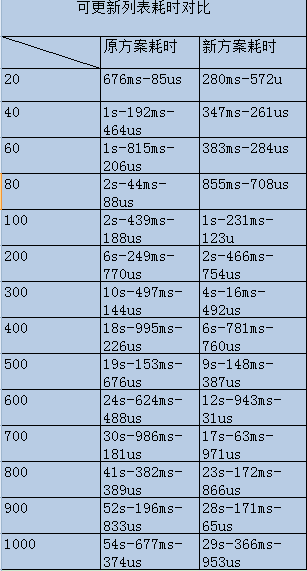 可更新列表耗时对比
原方案耗时 新方案耗时
20 676ms-85us 280ms-572u
40 1s-192ms-464us 347ms-261us
60 1s-815ms-206us 383ms-284us
80 2s-44ms-88us 855ms-708us
100 2s-439ms-188us 1s-231ms-123u
200 6s-249ms-770us 2s-466ms-754us
300 10s-497ms-144us 4s-16ms-492us
400 18s-995ms-226us 6s-781ms-760us
500 19s-153ms-676us 9s-148ms-387us
600 24s-624ms-488us 12s-943ms-31us
700 30s-986ms-181us 17s-63ms-971us
800 41s-382ms-389us 23s-172ms-866us
900 52s-196ms-833us 28s-171ms-65us
1000 54s-677ms-374us 29s-366ms-953us